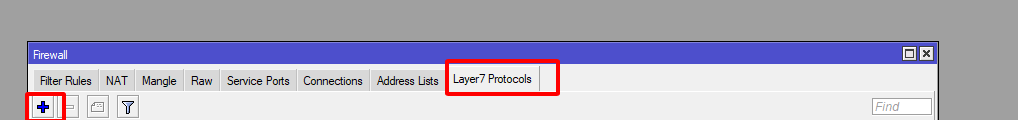 Firewall
Filter Rules NAT Mangle Raw Service Ports Connections Address Lists Layer7 Protocols
Find